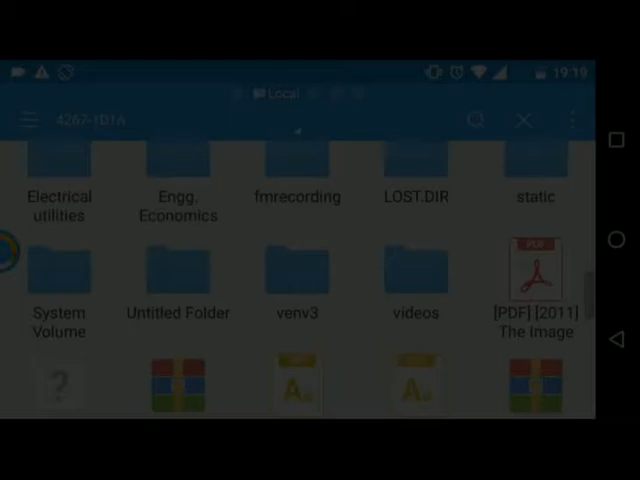 19:19
Local
4267-1D1A
Electrical utilities
Engg. Economics
fmrecording
LOST.DIR
static
System Volume
Untitled Folder
venv3
videos
PDF
[PDF] [2011] The Image
?
A
A